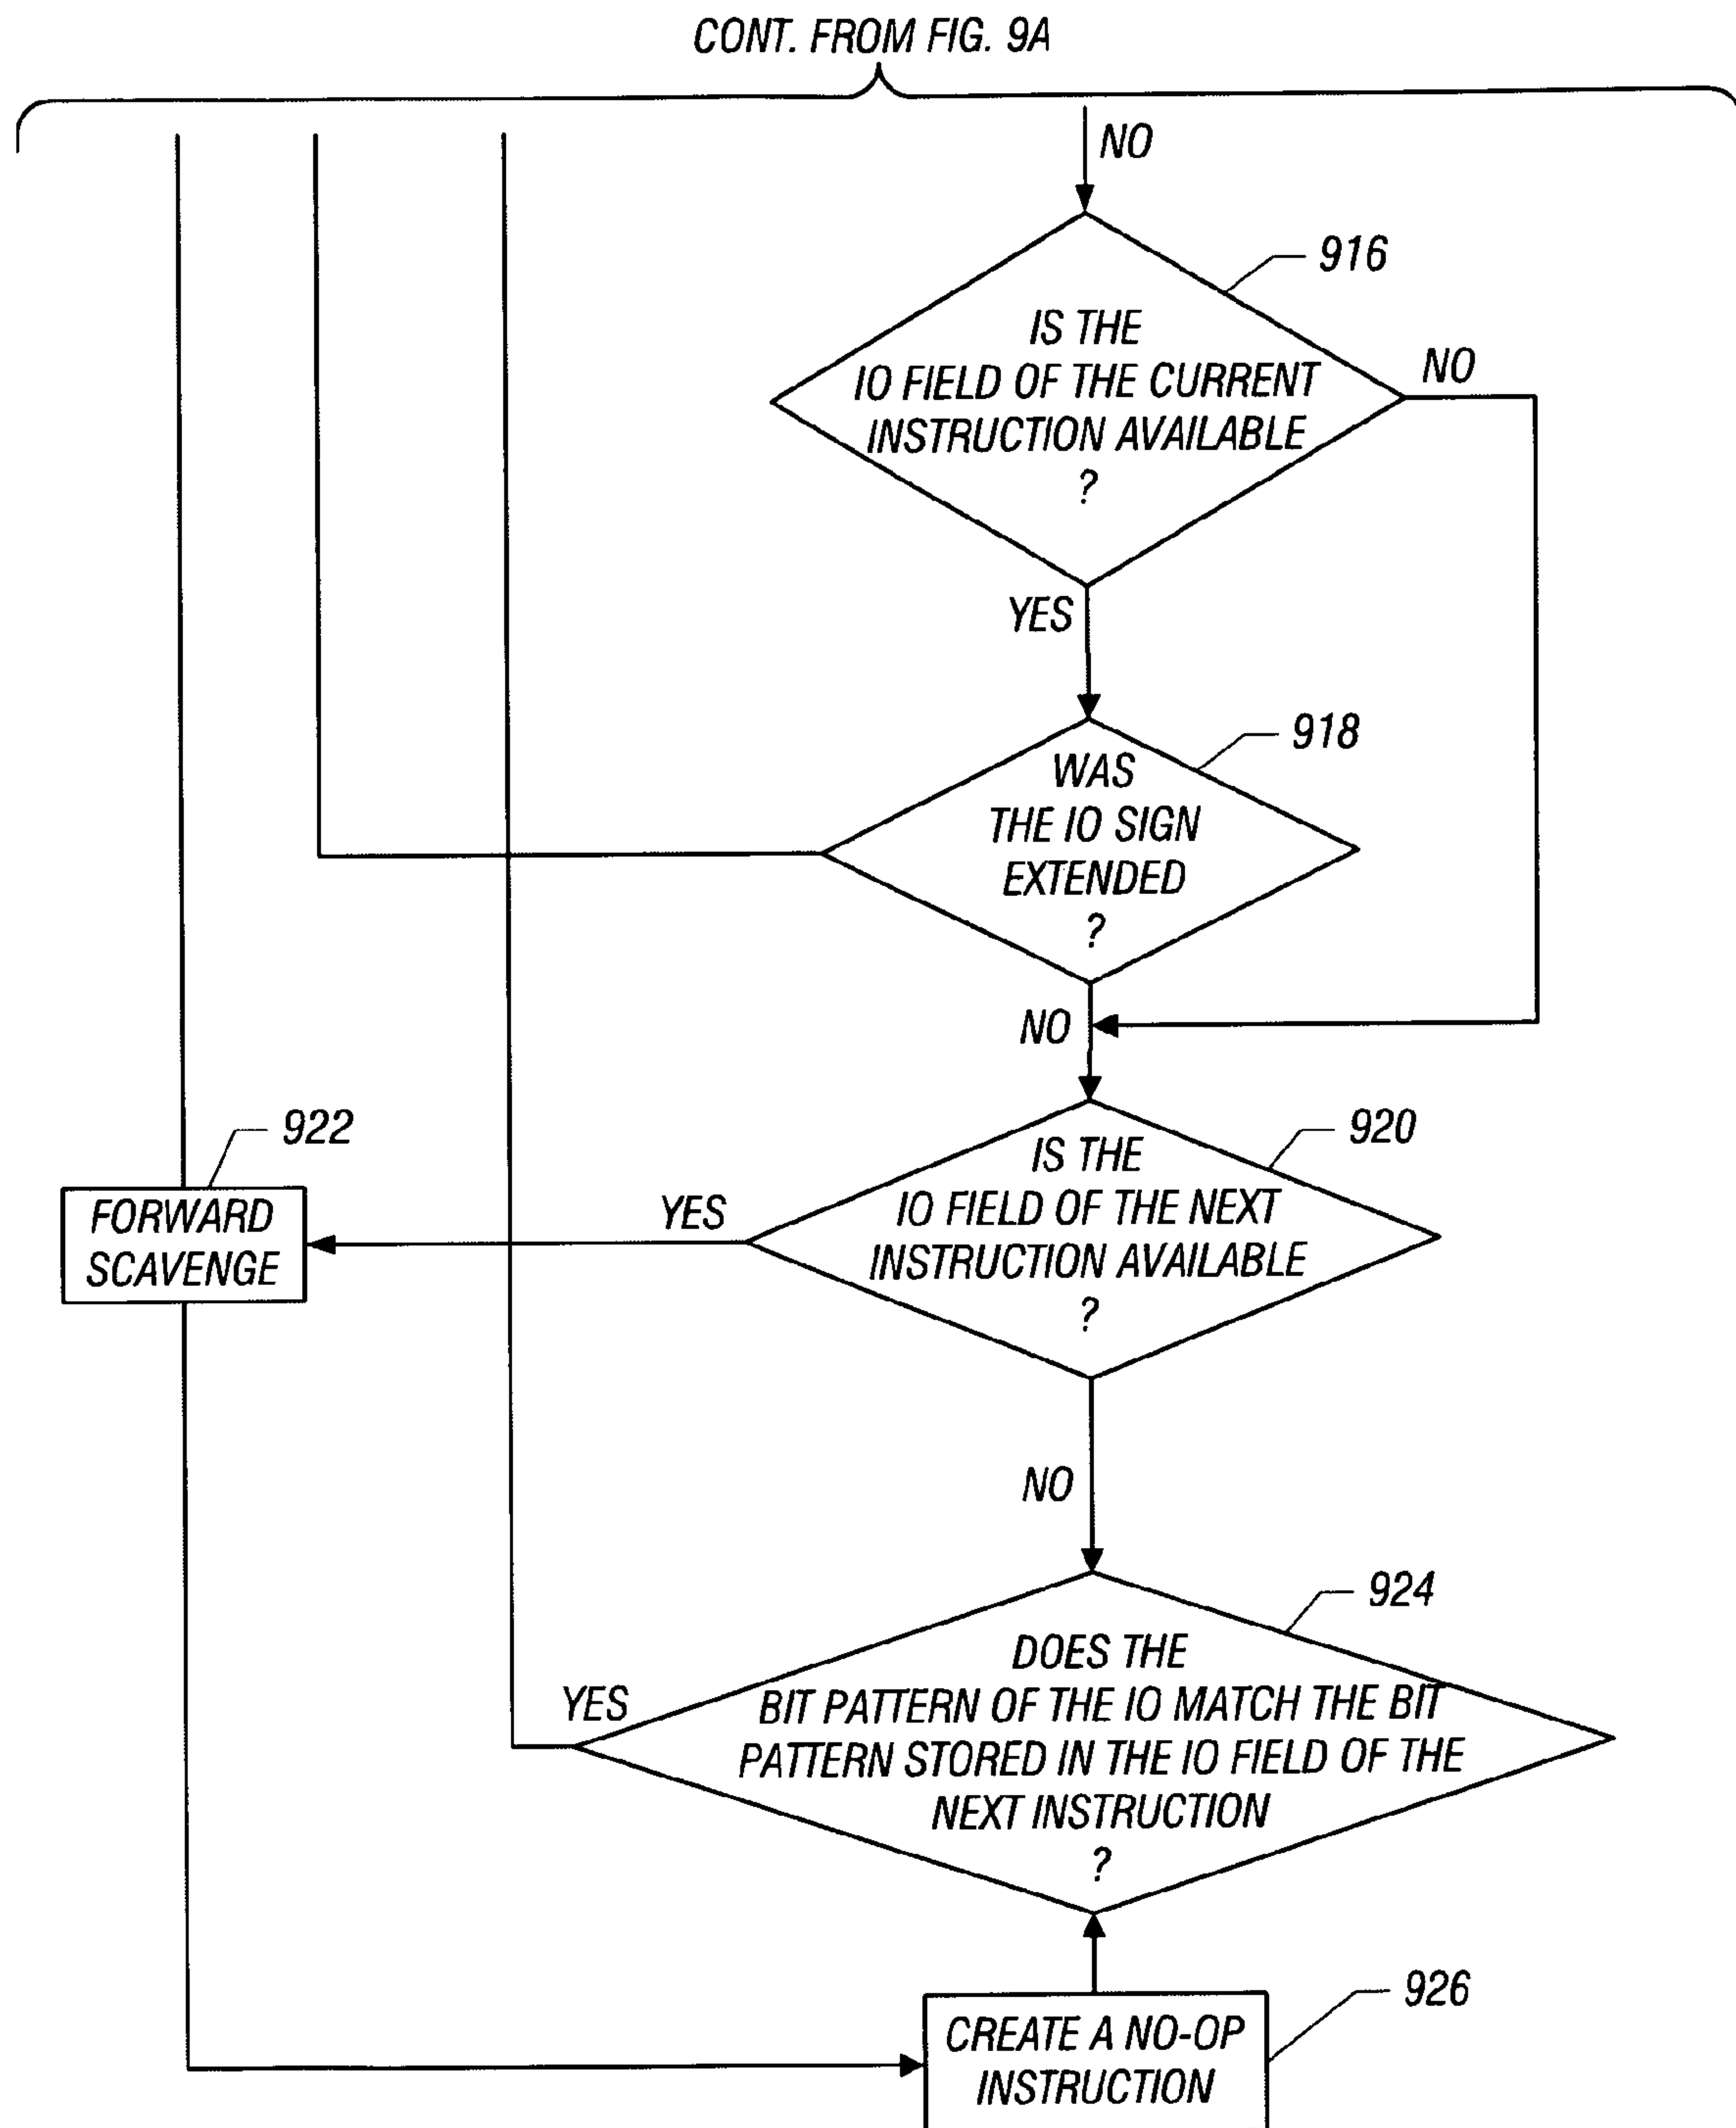 CONT. FROM FIG. 9A
NO
916
IS THE
IO FIELD OF THE CURRENT
INSTRUCTION AVAILABLE
?
NO
YES
918
WAS
THE IO SIGN
EXTENDED
?
NO
922
FORWARD
SCAVENGE
YES
920
IS THE
IO FIELD OF THE NEXT
INSTRUCTION AVAILABLE
?
NO
924
YES
DOES THE
BIT PATTERN OF THE IO MATCH THE BIT
PATTERN STORED IN THE IO FIELD OF THE
NEXT INSTRUCTION
?
926
CREATE A NO-OP
INSTRUCTION